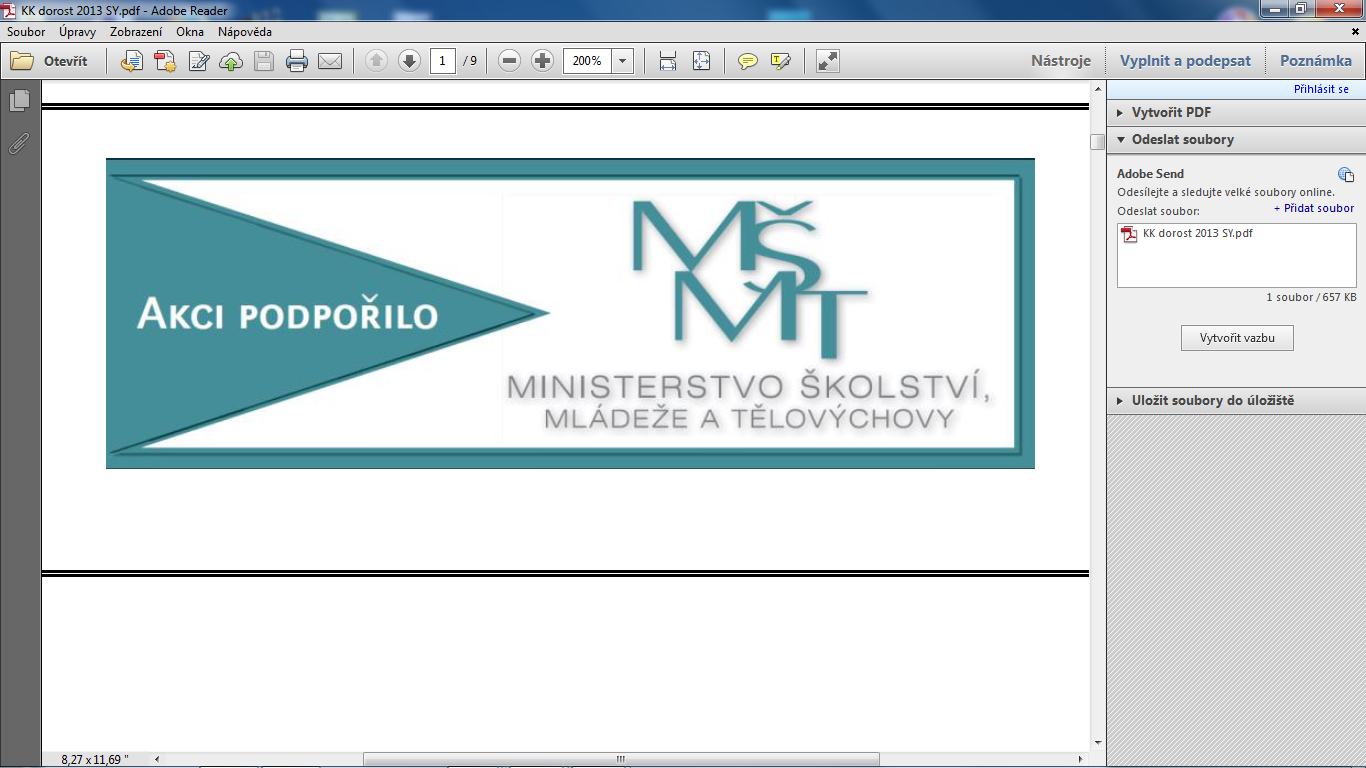 KK dorost 2013 SY.pdf - Adobe Reader
Soubor Úpravy Zobrazení Okna Nápověda
Otevřít 1 / 9 200% Nástroje Vyplnit a podepsat Poznámka
Přihlásit se
Vytvořit PDF
Odeslat soubory
Adobe Send
Odesílejte a sledujte velké soubory online.
Odeslat soubor: + Přidat soubor
KK dorost 2013 SY.pdf
1 soubor / 657 KB
Vytvořit vazbu
Uložit soubory do úložiště
AKCI PODPOŘILO
MŠMT
MINISTERSTVO ŠKOLSTVÍ,
MLÁDEŽE A TĚLOVÝCHOVY
8,27 x 11,69 "